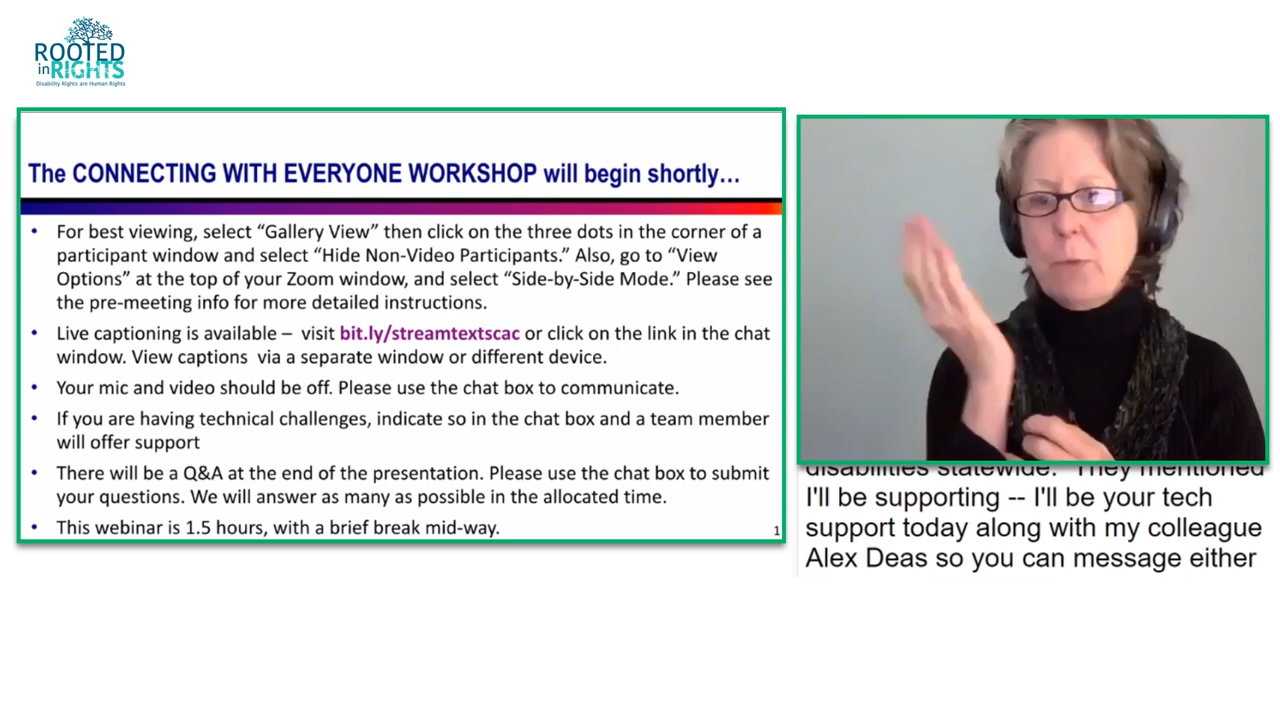 ROOTED
in RIGHTS
Disability Rights are Human Rights
The CONNECTING WITH EVERYONE WORKSHOP will begin shortly…
• For best viewing, select “Gallery View” then click on the three dots in the corner of a
participant window and select “Hide Non-Video Participants.” Also, go to “View
Options” at the top of your Zoom window, and select “Side-by-Side Mode.” Please see
the pre-meeting info for more detailed instructions.
• Live captioning is available – visit bit.ly/streamtextscac or click on the link in the chat
window. View captions via a separate window or different device.
• Your mic and video should be off. Please use the chat box to communicate.
• If you are having technical challenges, indicate so in the chat box and a team member
will offer support
• There will be a Q&A at the end of the presentation. Please use the chat box to submit
your questions. We will answer as many as possible in the allocated time.
• This webinar is 1.5 hours, with a brief break mid-way.
1
disabilities statewide. They mentioned
I'll be supporting -- I'll be your tech
support today along with my colleague
Alex Deas so you can message either